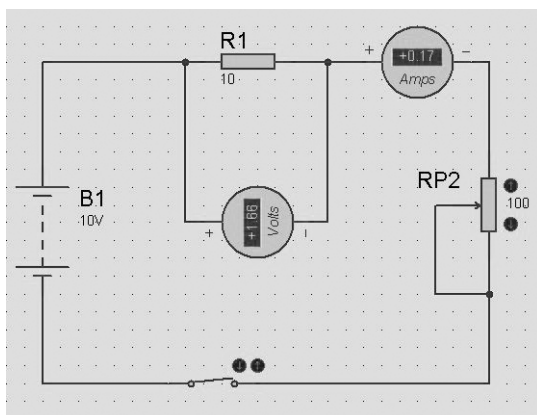 R1
10
+ +0.17 −
Amps
B1
10V
+ +1.66 −
Volts
RP2
100